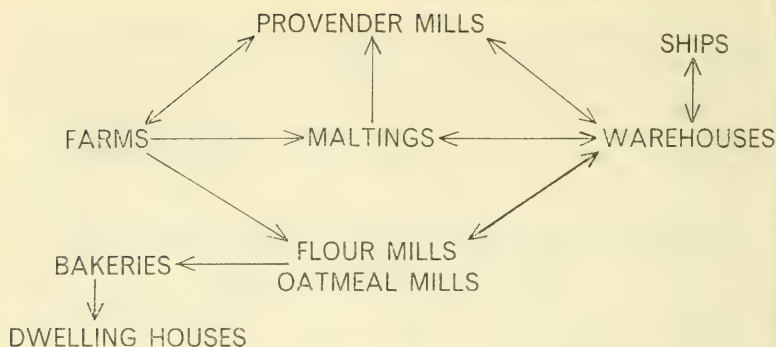 PROVENDER MILLS
SHIPS
FARMS MALTINGS WAREHOUSES
FLOUR MILLS
OATMEAL MILLS
BAKERIES
DWELLING HOUSES